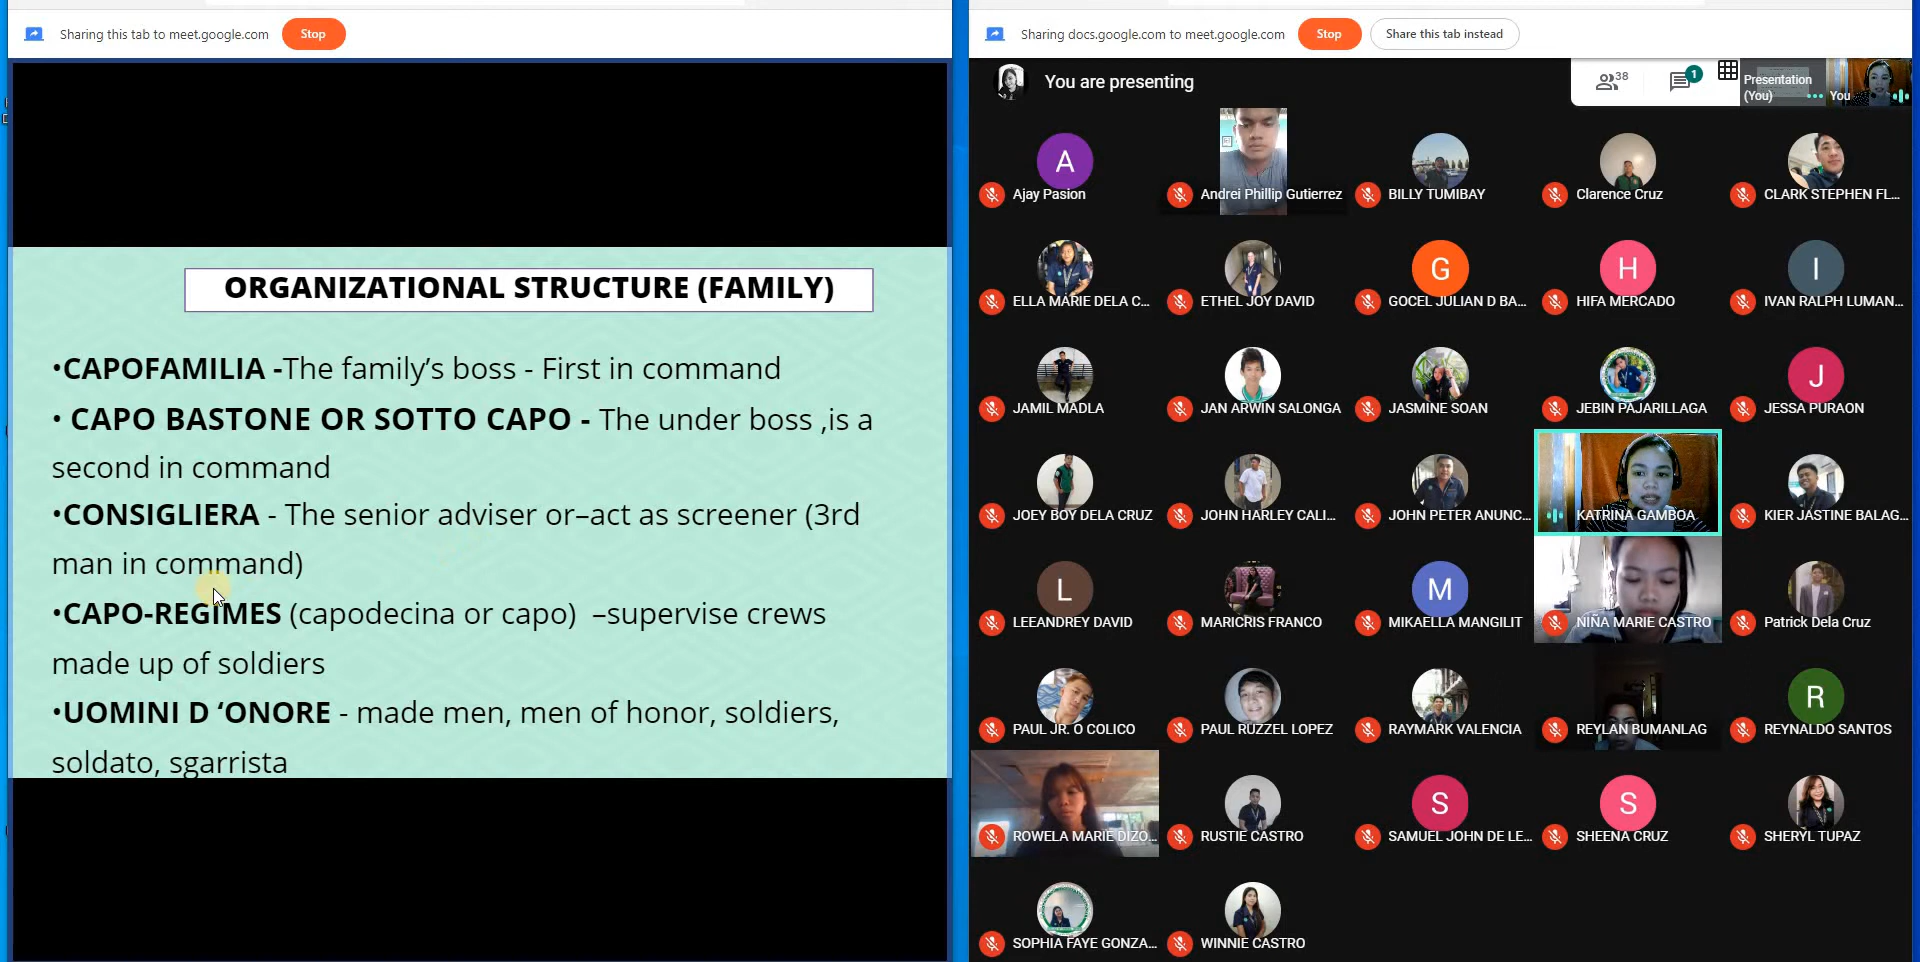 Sharing this tab to meet.google.com
Stop
ORGANIZATIONAL STRUCTURE (FAMILY)
•CAPOFAMILIA -The family’s boss - First in command
• CAPO BASTONE OR SOTTO CAPO - The under boss ,is a
second in command
•CONSIGLIERA - The senior adviser or–act as screener (3rd
man in command)
•CAPO-REGIMES (capodecina or capo) –supervise crews
made up of soldiers
•UOMINI D ‘ONORE - made men, men of honor, soldiers,
soldato, sgarrista
Sharing docs.google.com to meet.google.com
Stop
Share this tab instead
You are presenting
38
1
Presentation
(You)
You
Ajay Pasion
Andrei Phillip Gutierrez
BILLY TUMIBAY
Clarence Cruz
CLARK STEPHEN FL...
ELLA MARIE DELA C...
ETHEL JOY DAVID
GOCEL JULIAN D BA...
HIFA MERCADO
IVAN RALPH LUMAN...
JAMIL MADLA
JAN ARWIN SALONGA
JASMINE SOAN
JEBIN PAJARILLAGA
JESSA PURAON
JOEY BOY DELA CRUZ
JOHN HARLEY CALI...
JOHN PETER ANUNC...
KATRINA GAMBOA
KIER JASTINE BALAG...
LEEANDREY DAVID
MARICRIS FRANCO
MIKAELLA MANGILIT
NIÑA MARIE CASTRO
Patrick Dela Cruz
PAUL JR. O COLICO
PAUL RUZZEL LOPEZ
RAYMARK VALENCIA
REYLAN BUMANLAG
REYNALDO SANTOS
ROWELA MARIE DIZO...
RUSTIE CASTRO
SAMUEL JOHN DE LE...
SHEENA CRUZ
SHERYL TUPAZ
SOPHIA FAYE GONZA...
WINNIE CASTRO
A
G
H
I
J
L
M
R
S
S